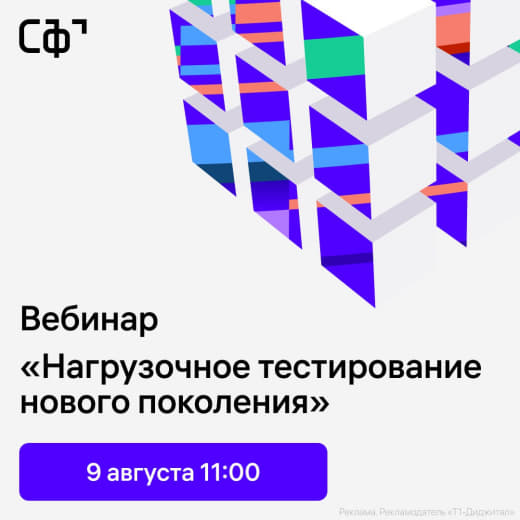 Сф
Вебинар
«Нагрузочное тестирование
нового поколения»
9 августа 11:00
Реклама. Рекламодатель «Т1-Диджитал»